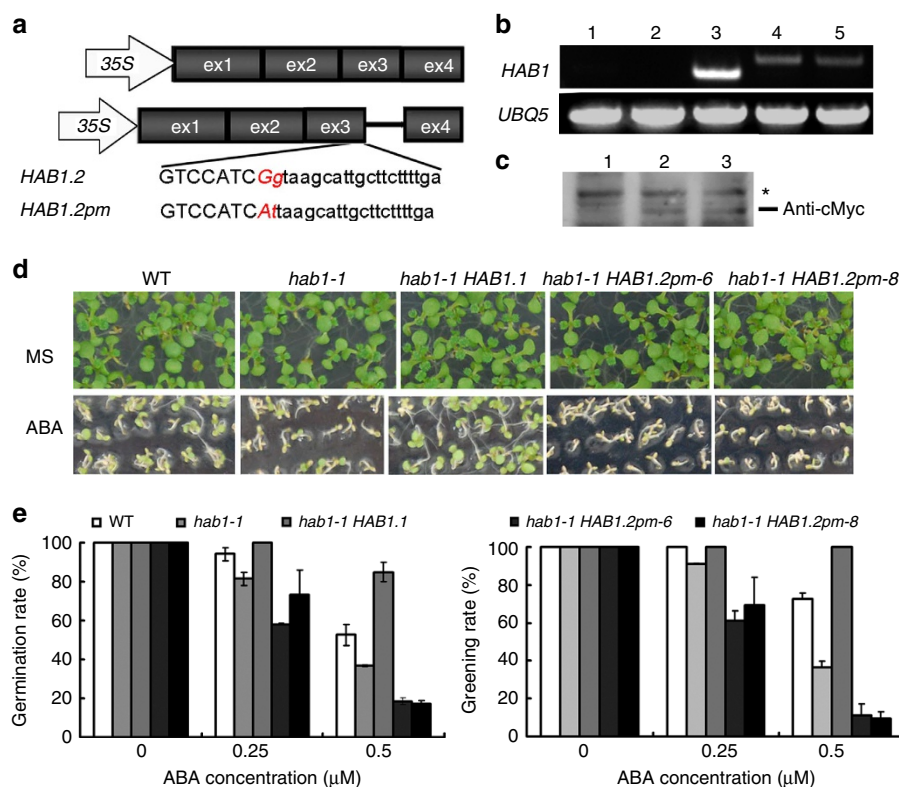 a
35S
ex1 ex2 ex3 ex4
35S
ex1 ex2 ex3 ex4
HAB1.2 GTCCATCGgtaagcattgcttcttttga
HAB1.2pm GTCCATCAttaagcattgcttcttttga
b
1 2 3 4 5
HAB1
UBQ5
c
1 2 3
*
Anti-cMyc
d
WT hab1-1 hab1-1 HAB1.1 hab1-1 HAB1.2pm-6 hab1-1 HAB1.2pm-8
MS
ABA
e
WT hab1-1 hab1-1 HAB1.1 hab1-1 HAB1.2pm-6 hab1-1 HAB1.2pm-8
Germination rate (%)
100
80
60
40
20
0
0 0.25 0.5
ABA concentration (μM)
Greening rate (%)
100
80
60
40
20
0
0 0.25 0.5
ABA concentration (μM)